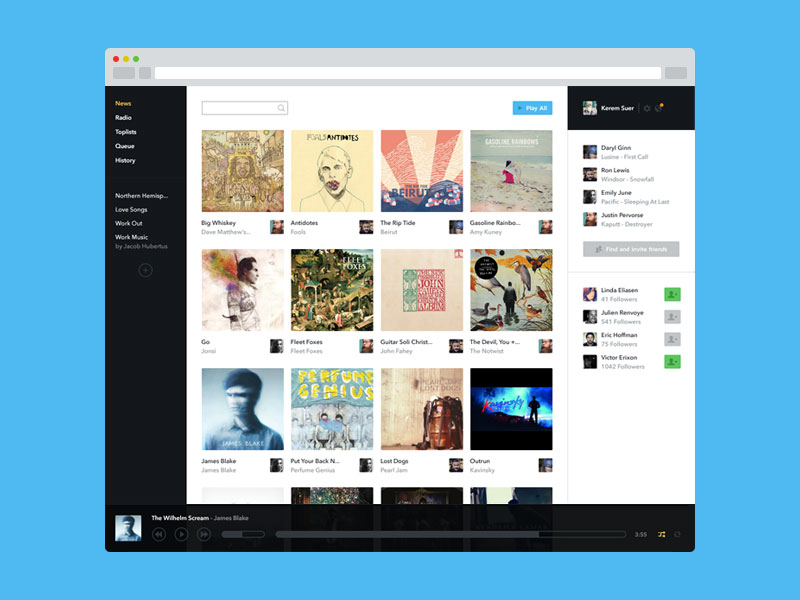 News
Radio
Toplists
Queue
History
Northern Hemisp...
Love Songs
Work Out
Work Music
by Jacob Hubertus
Play All
FOALS ANTIDOTES
BEIRUT
GASOLINE RAINBOWS
Big Whiskey
Dave Matthew's...
Antidotes
Fools
The Rip Tide
Beirut
Gasoline Rainbo...
Amy Kuney
FLEET
FOXES
Go
Jonsi
Fleet Foxes
Fleet Foxes
Guitar Soli Christ...
John Fahey
The Devil, You +...
The Notwist
JAMES BLAKE
PERFUME
GENIUS
PEARL JAM
LOST DOGS
Kavinsky
James Blake
James Blake
Put Your Back N...
Perfume Genius
Lost Dogs
Pearl Jam
Outrun
Kavinsky
Kerem Suer
Daryl Ginn
Lusine - First Call
Ron Lewis
Windsor - Snowfall
Emily June
Pacific - Sleeping At Last
Justin Pervorse
Kaputt - Destroyer
Find and invite friends
Linda Eliasen
41 Followers
Julien Renvoye
541 Followers
Eric Hoffman
75 Followers
Victor Erixon
1042 Followers
The Wilhelm Scream - James Blake
3:55